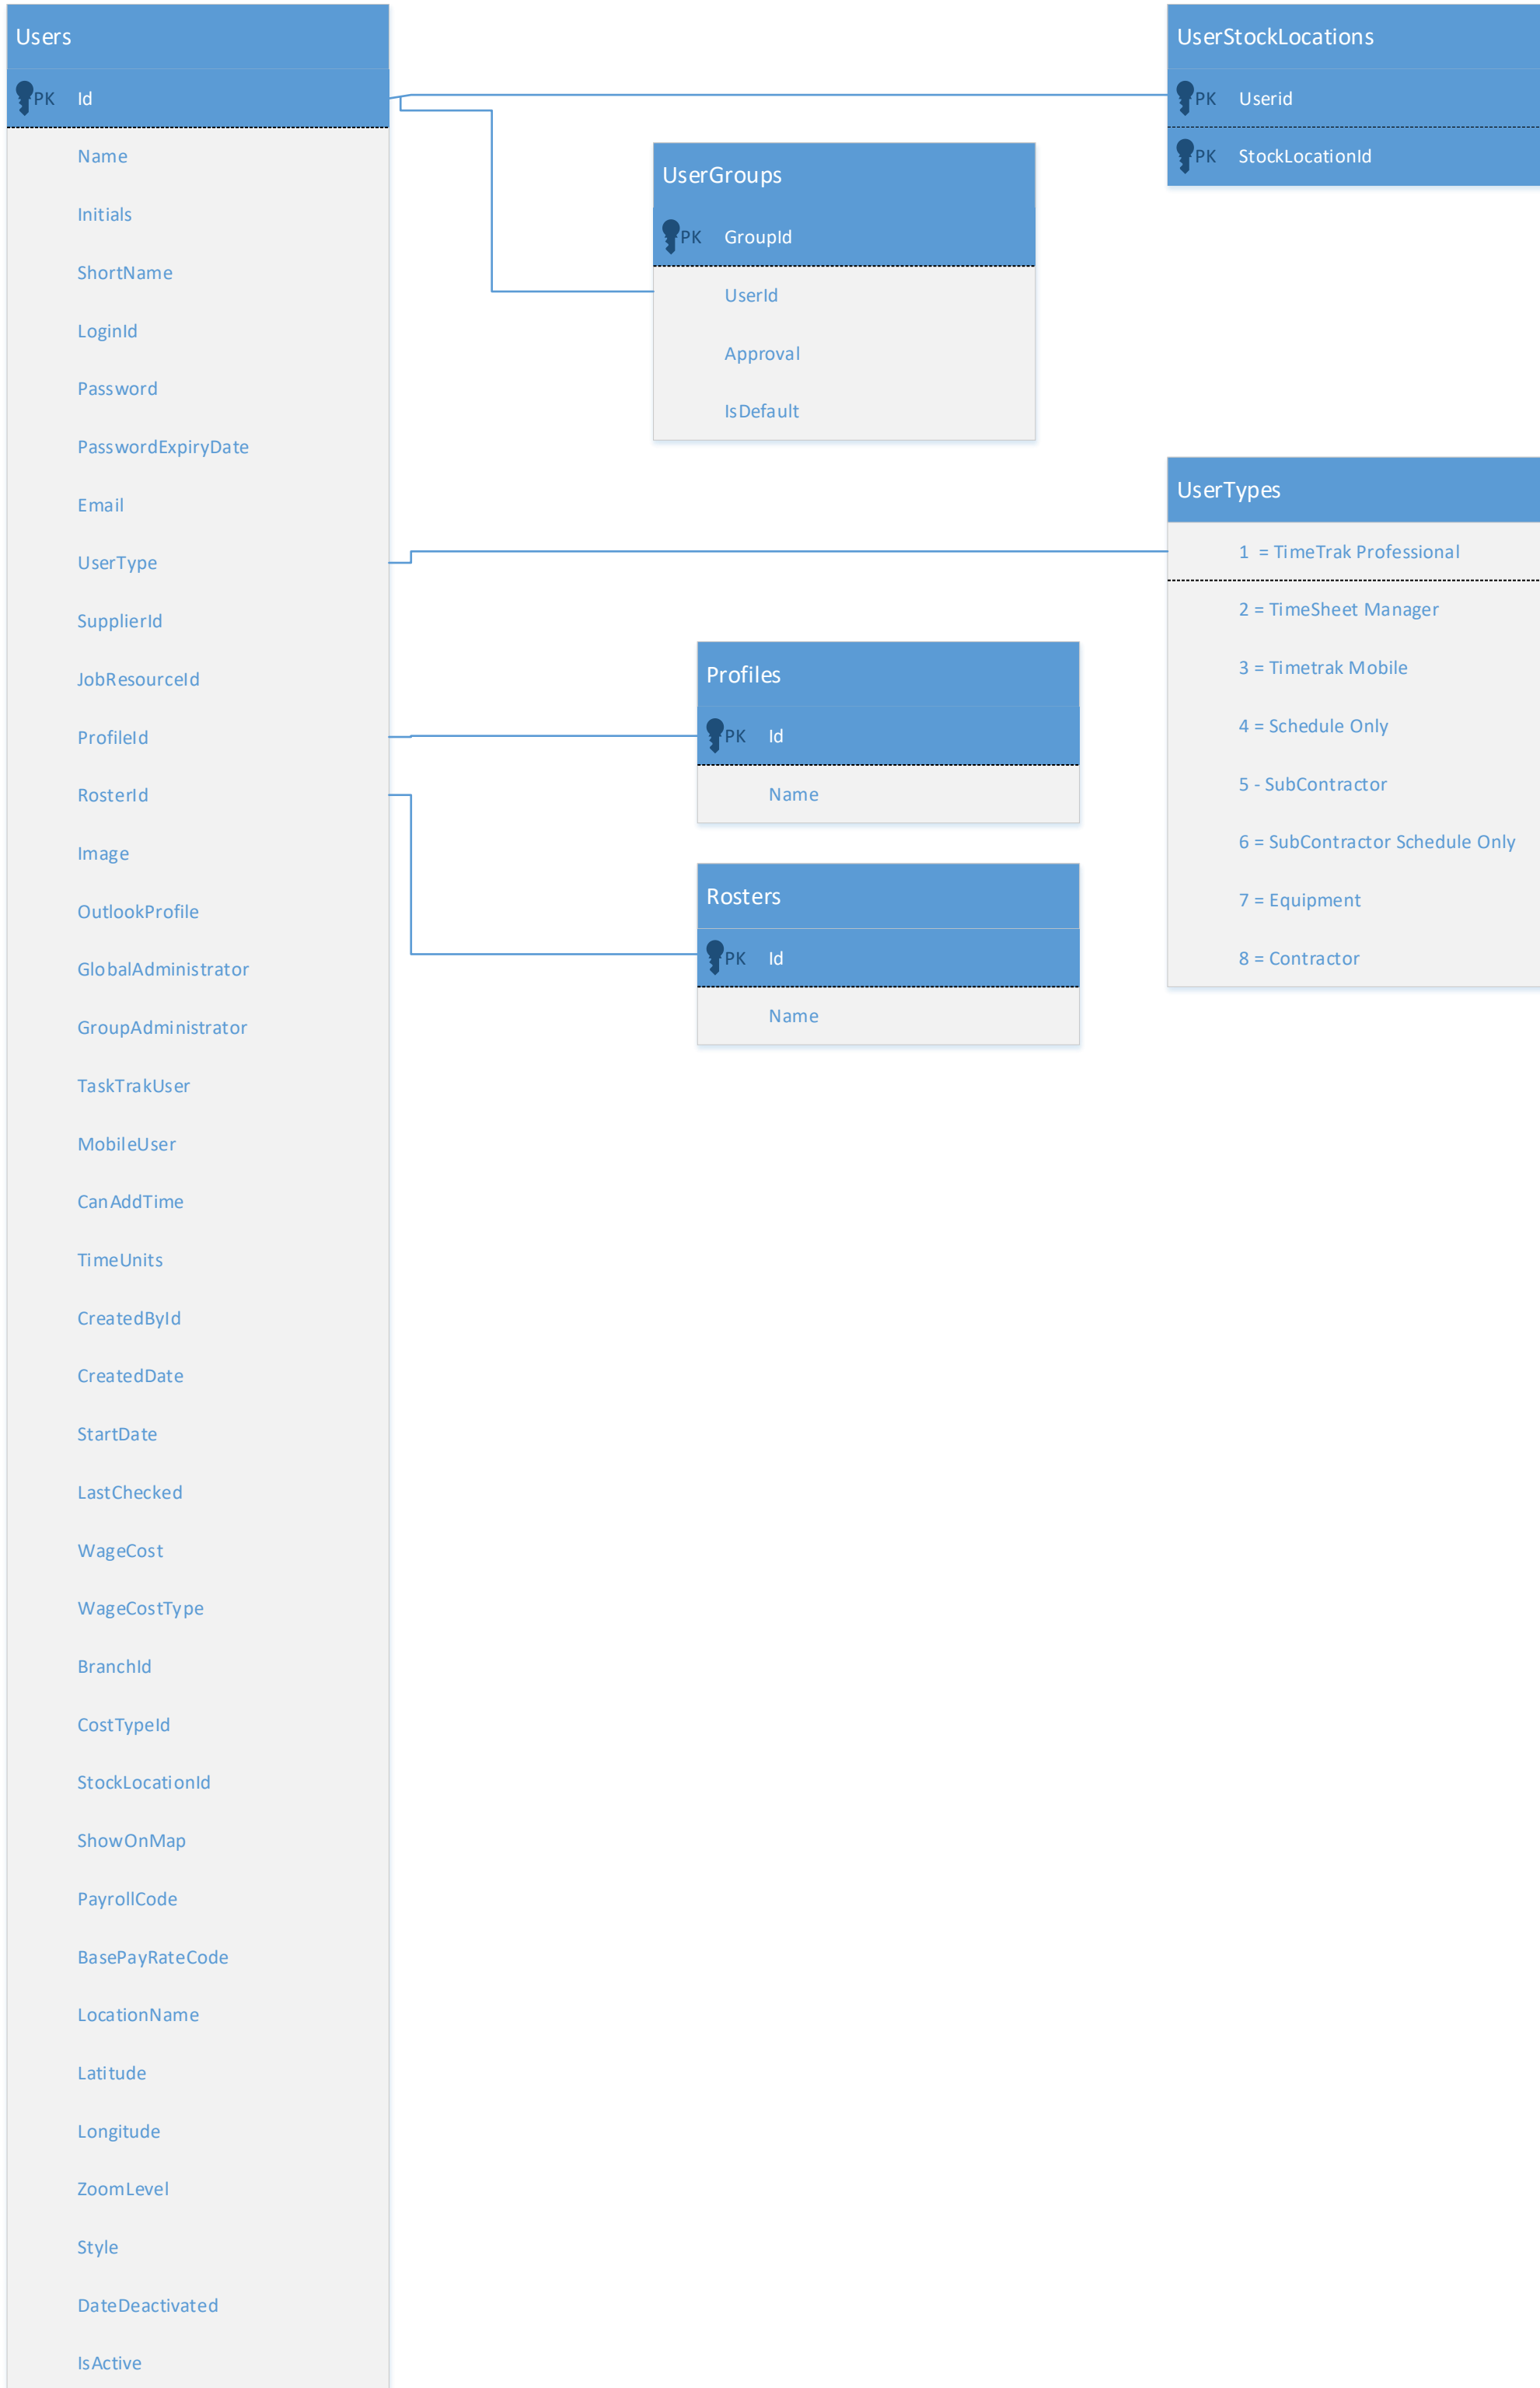 Users
PK Id
Name
Initials
ShortName
LoginId
Password
PasswordExpiryDate
Email
UserType
SupplierId
JobResourceId
ProfileId
RosterId
Image
OutlookProfile
GlobalAdministrator
GroupAdministrator
TaskTrakUser
MobileUser
CanAddTime
TimeUnits
CreatedById
CreatedDate
StartDate
LastChecked
WageCost
WageCostType
BranchId
CostTypeId
StockLocationId
ShowOnMap
PayrollCode
BasePayRateCode
LocationName
Latitude
Longitude
ZoomLevel
Style
DateDeactivated
IsActive
UserGroups
PK GroupId
UserId
Approval
IsDefault
Profiles
PK Id
Name
Rosters
PK Id
Name
UserStockLocations
PK Userid
PK StockLocationId
UserTypes
1 = TimeTrak Professional
2 = TimeSheet Manager
3 = Timetrak Mobile
4 = Schedule Only
5 - SubContractor
6 = SubContractor Schedule Only
7 = Equipment
8 = Contractor